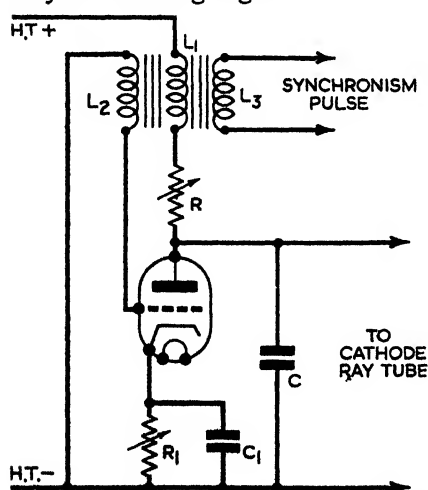 H.T +
L1
L2
L3
SYNCHRONISM
PULSE
R
TO
CATHODE
RAY TUBE
C
R1
C1
H.T.-